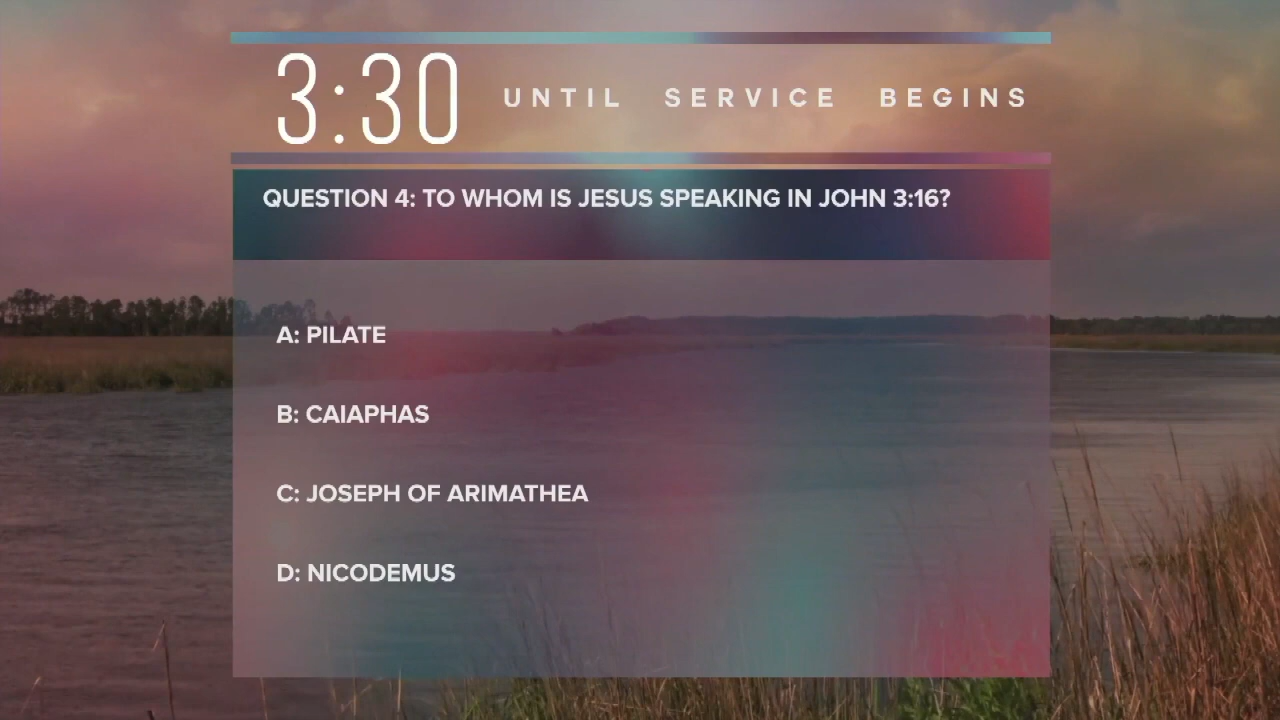 3:30 UNTIL SERVICE BEGINS
QUESTION 4: TO WHOM IS JESUS SPEAKING IN JOHN 3:16?
A: PILATE
B: CAIAPHAS
C: JOSEPH OF ARIMATHEA
D: NICODEMUS